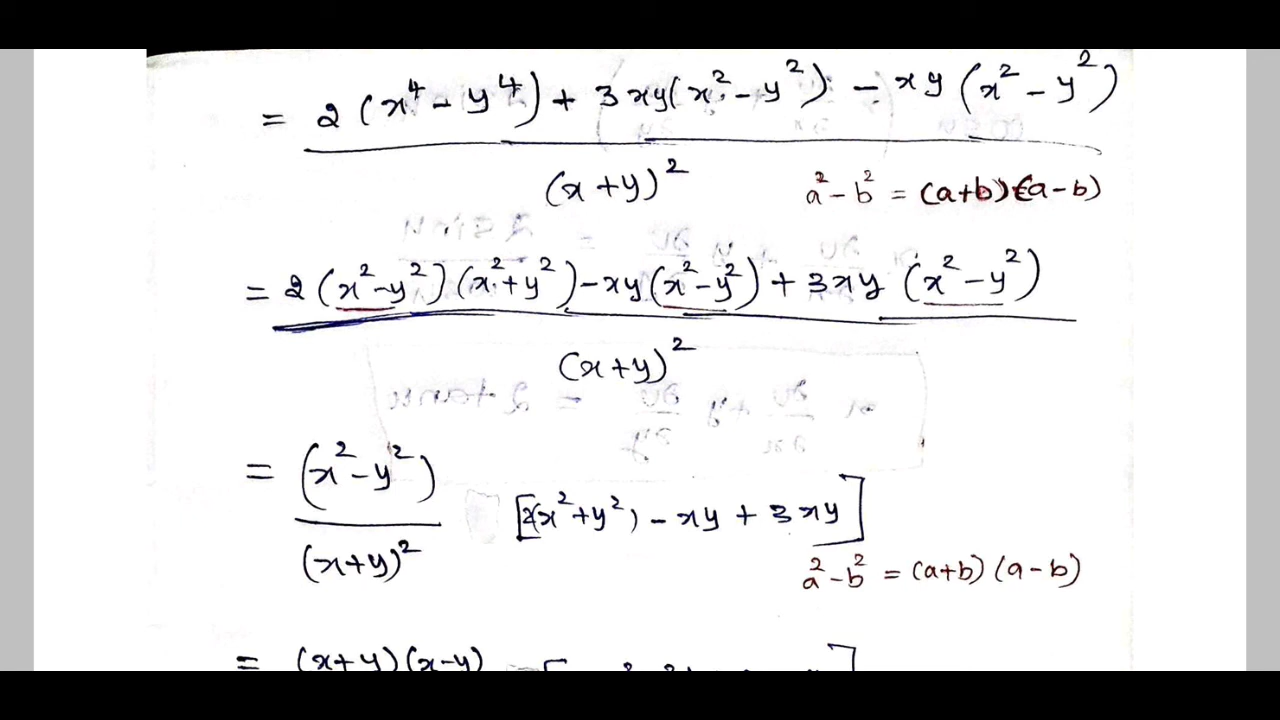 = 2 (x⁴ - y⁴) + 3xy(x² - y²) - xy (x² - y²)
(x + y)²
a² - b² = (a+b) (a - b)
= 2 (x² - y²) (x² + y²) - xy (x² - y²) + 3xy (x² - y²)
(x + y)²
= (x² - y²)
(x+y)²
[2(x² + y²) - xy + 3xy]
a² - b² = (a+b) (a - b)
= (x+y) (x-y)